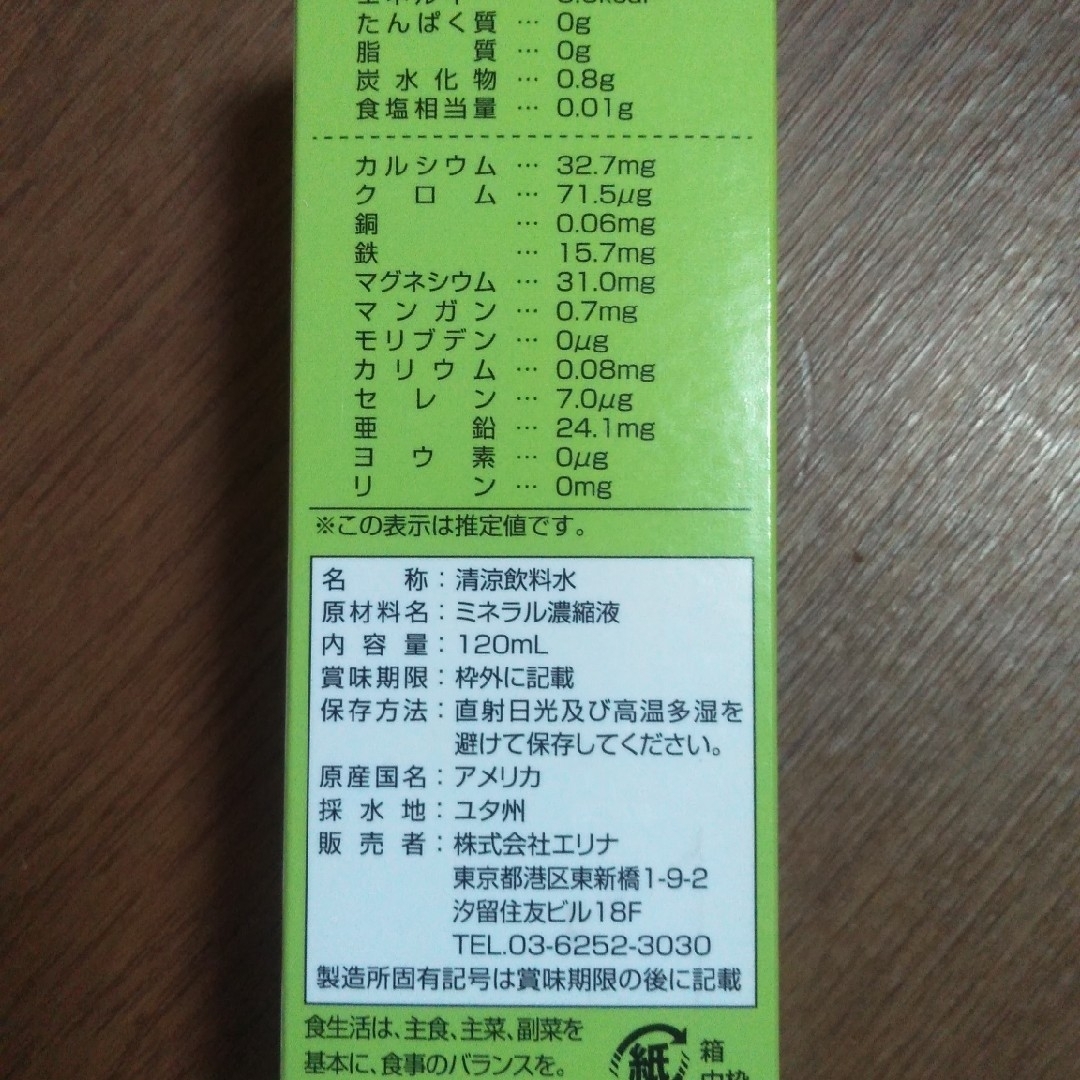 たんぱく質 … 0g
脂質 … 0g
炭水化物 … 0.8g
食塩相当量 … 0.01g
カルシウム … 32.7mg
クロム … 71.5μg
銅 … 0.06mg
鉄 … 15.7mg
マグネシウム … 31.0mg
マンガン … 0.7mg
モリブデン … 0μg
カリウム … 0.08mg
セレン … 7.0μg
亜鉛 … 24.1mg
ヨウ素 … 0μg
リン … 0mg
※この表示は推定値です。
名称：清涼飲料水
原材料名：ミネラル濃縮液
内容量：120mL
賞味期限：枠外に記載
保存方法：直射日光及び高温多湿を
避けて保存してください。
原産国名：アメリカ
採水地：ユタ州
販売者：株式会社エリナ
東京都港区東新橋1-9-2
汐留住友ビル18F
TEL.03-6252-3030
製造所固有記号は賞味期限の後に記載
食生活は、主食、主菜、副菜を
基本に、食事のバランスを。
紙
箱